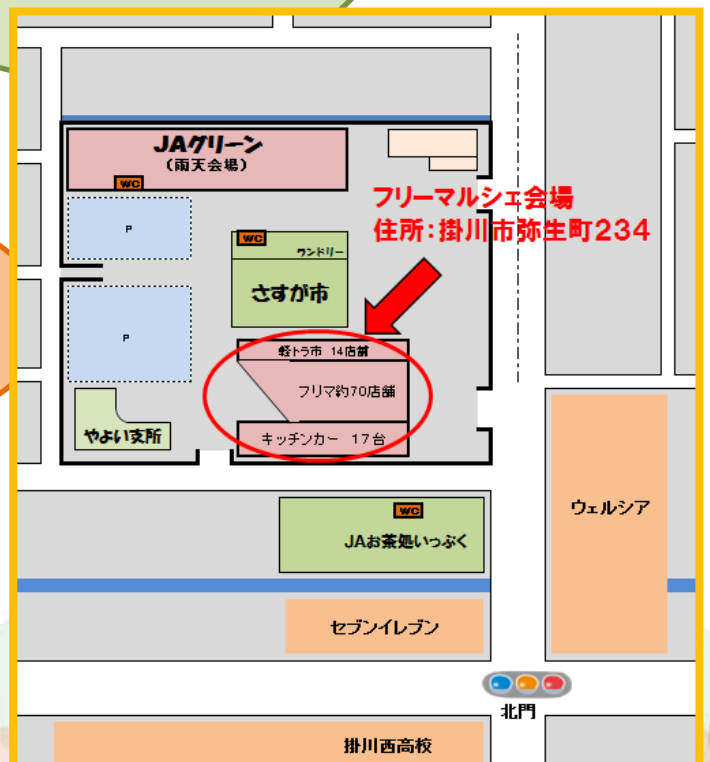 JAグリーン
(雨天会場)
WC
フリーマルシェ会場
住所:掛川市弥生町234
P
WC
ランドリー
さすが市
P
軽トラ市 14店舗
フリマ約70店舗
やよい支所
キッチンカー 17台
WC
JAお茶処いっぷく
ウェルシア
セブンイレブン
北門
掛川西高校